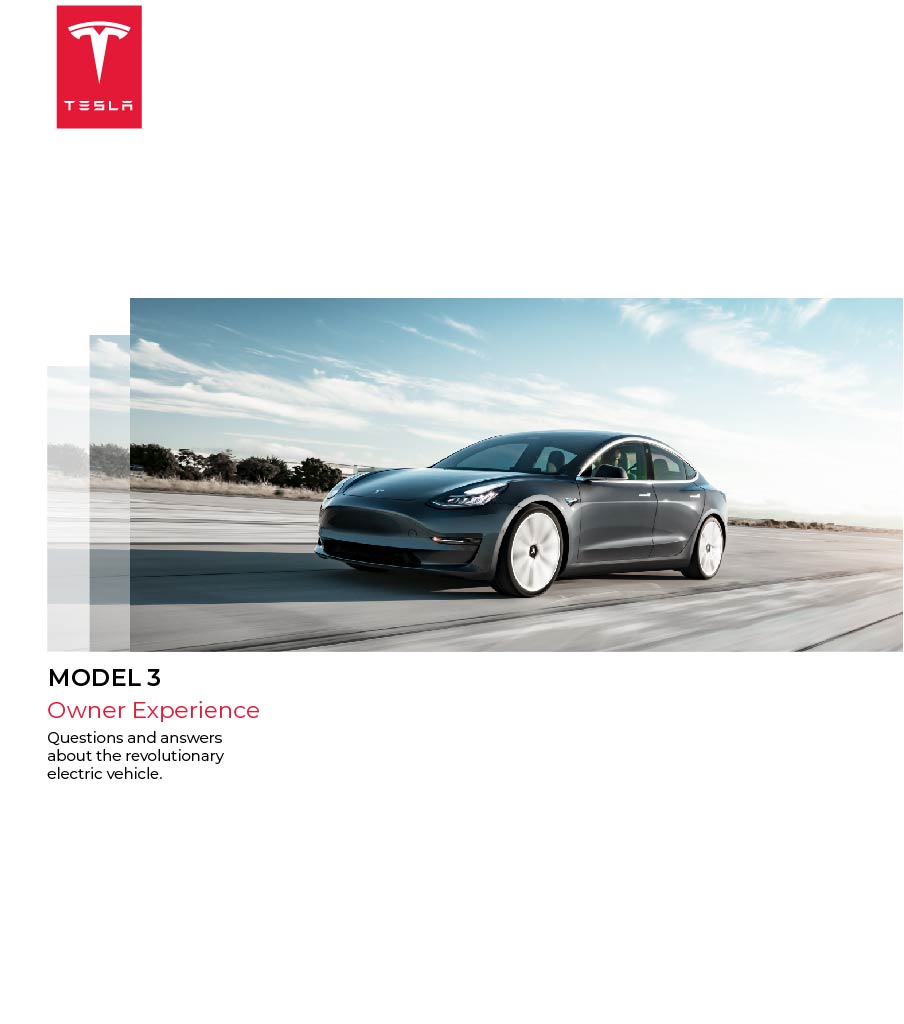 TESLA
MODEL 3
Owner Experience
Questions and answers
about the revolutionary
electric vehicle.